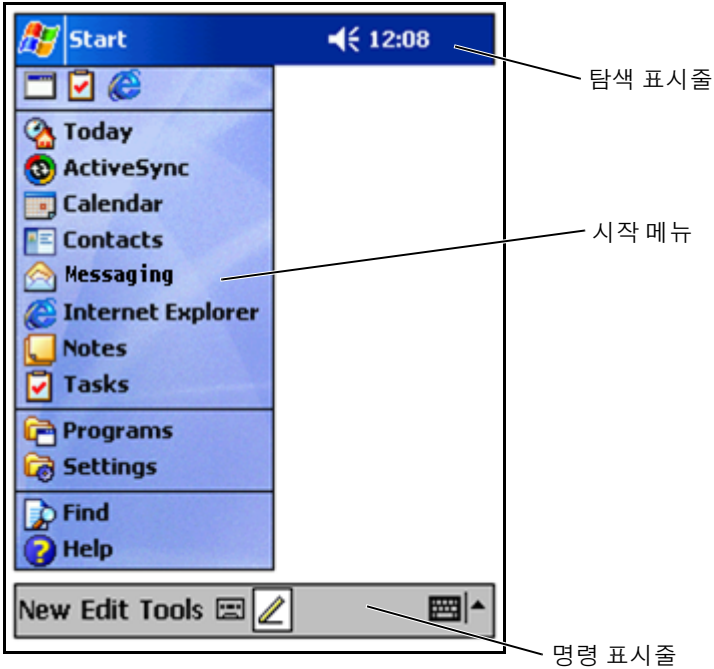 Start 12:08
탐색 표시줄
Today
ActiveSync
Calendar
Contacts
시작 메뉴
Messaging
Internet Explorer
Notes
Tasks
Programs
Settings
Find
Help
New Edit Tools
명령 표시줄